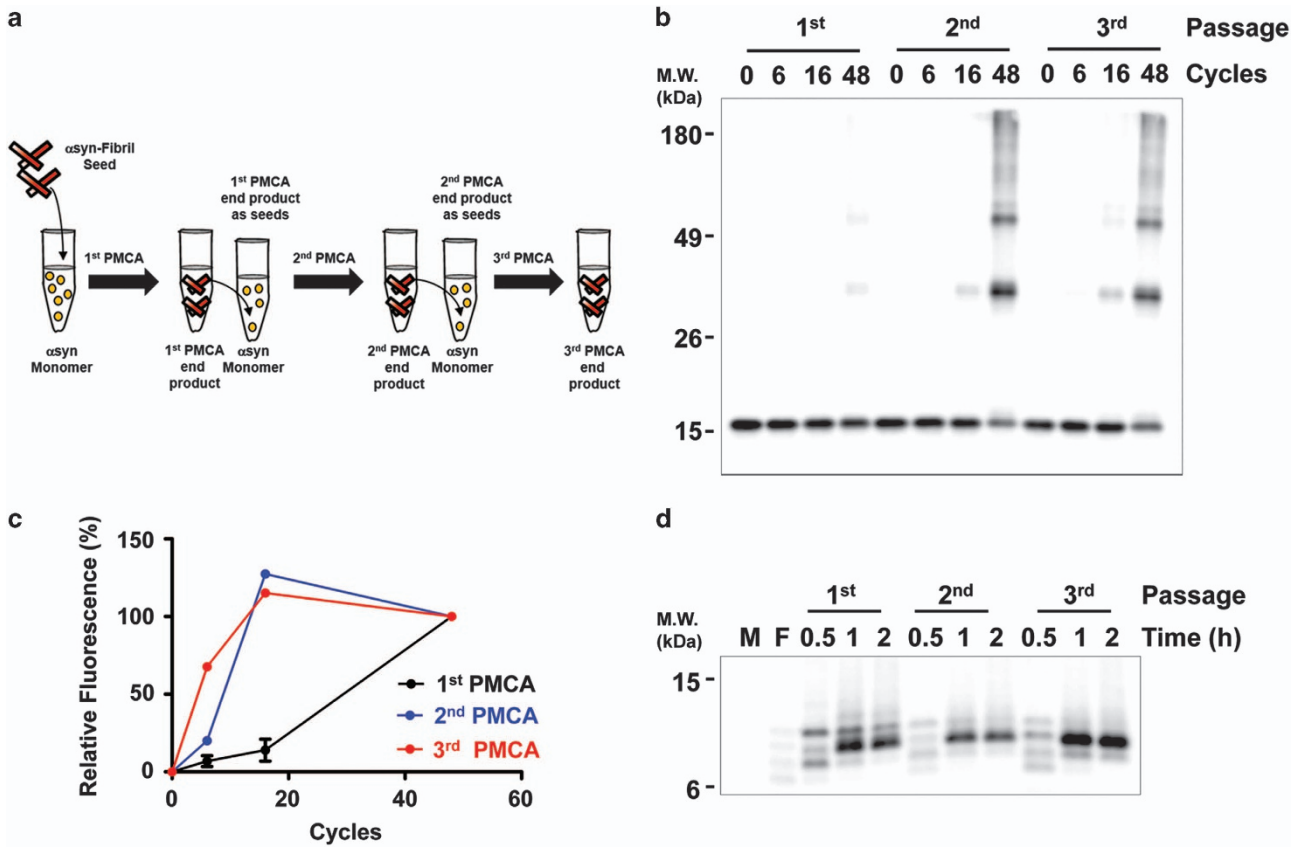 a
αsyn-Fibril
Seed
1st PMCA
αsyn
Monomer
1st PMCA
end product
as seeds
1st PMCA
end
product
αsyn
Monomer
2nd PMCA
2nd PMCA
end product
as seeds
2nd PMCA
end
product
αsyn
Monomer
3rd PMCA
3rd PMCA
end
product
b
1st 2nd 3rd Passage
M.W.
(kDa)
0 6 16 48 0 6 16 48 0 6 16 48 Cycles
180
49
26
15
c
Relative Fluorescence (%)
150
100
50
0
0 20 40 60
Cycles
1st PMCA
2nd PMCA
3rd PMCA
d
1st 2nd 3rd Passage
M.W.
(kDa)
M F 0.5 1 2 0.5 1 2 0.5 1 2 Time (h)
15
6